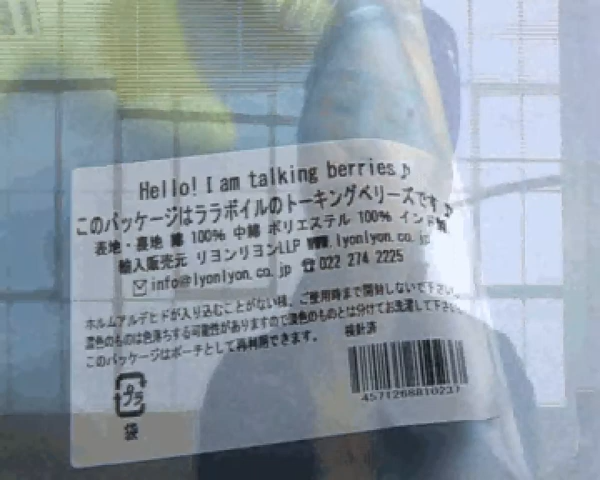 Hello! I am talking berries♪
このパッケージはララボイルのトーキングベリーズです♪
表地・裏地 綿 100% 中綿 ポリエステル 100% インド製
輸入販売元 リヨンリヨンLLP www.lyonlyon.co.jp
info@lyonlyon.co.jp ☎022 274 2225
ホルムアルデヒドが入り込むことがない様、ご使用時まで開封しないで下さい。
濃色のものは色落ちする可能性がありますので濃色のものとは分けてお洗濯して下さい
このパッケージはポーチとして再利用できます。 検針済
プラ
袋
4571268810237